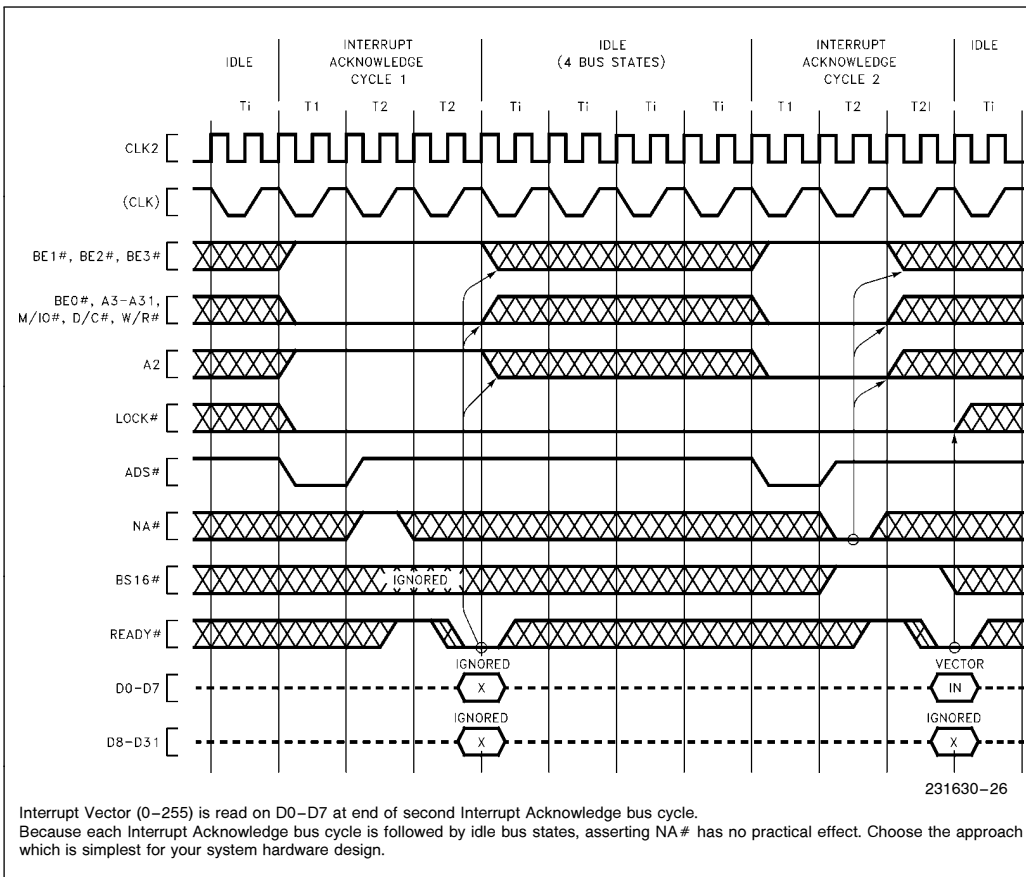 IDLE
INTERRUPT
ACKNOWLEDGE
CYCLE 1
IDLE
(4 BUS STATES)
INTERRUPT
ACKNOWLEDGE
CYCLE 2
IDLE
Ti T1 T2 T2 Ti Ti Ti Ti T1 T2 T2I Ti
CLK2
(CLK)
BE1#, BE2#, BE3#
BE0#, A3-A31,
M/IO#, D/C#, W/R#
A2
LOCK#
ADS#
NA#
BS16#
IGNORED
READY#
IGNORED VECTOR
D0-D7 X IN
IGNORED IGNORED
D8-D31 X X
231630-26
Interrupt Vector (0–255) is read on D0–D7 at end of second Interrupt Acknowledge bus cycle.
Because each Interrupt Acknowledge bus cycle is followed by idle bus states, asserting NA# has no practical effect. Choose the approach
which is simplest for your system hardware design.